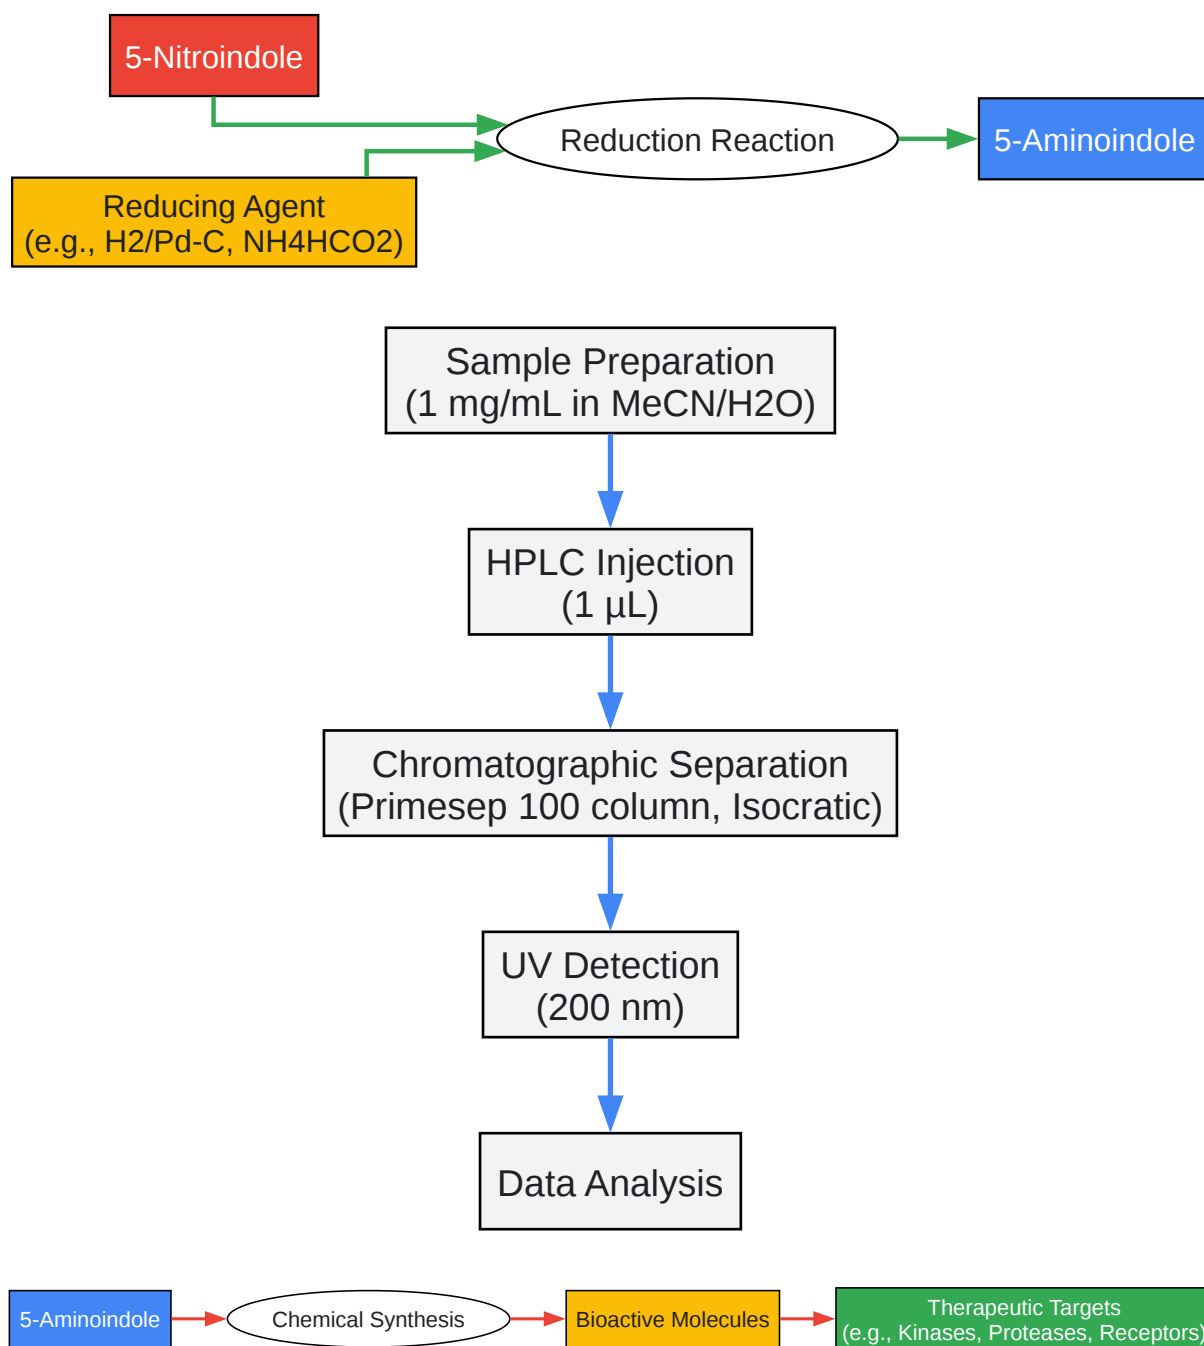 5-Nitroindole
Reduction Reaction
5-Aminoindole
Reducing Agent
(e.g., H2/Pd-C, NH4HCO2)
Sample Preparation
(1 mg/mL in MeCN/H2O)
HPLC Injection
(1 µL)
Chromatographic Separation
(Primesep 100 column, Isocratic)
UV Detection
(200 nm)
Data Analysis
5-Aminoindole
Chemical Synthesis
Bioactive Molecules
Therapeutic Targets
(e.g., Kinases, Proteases, Receptors)